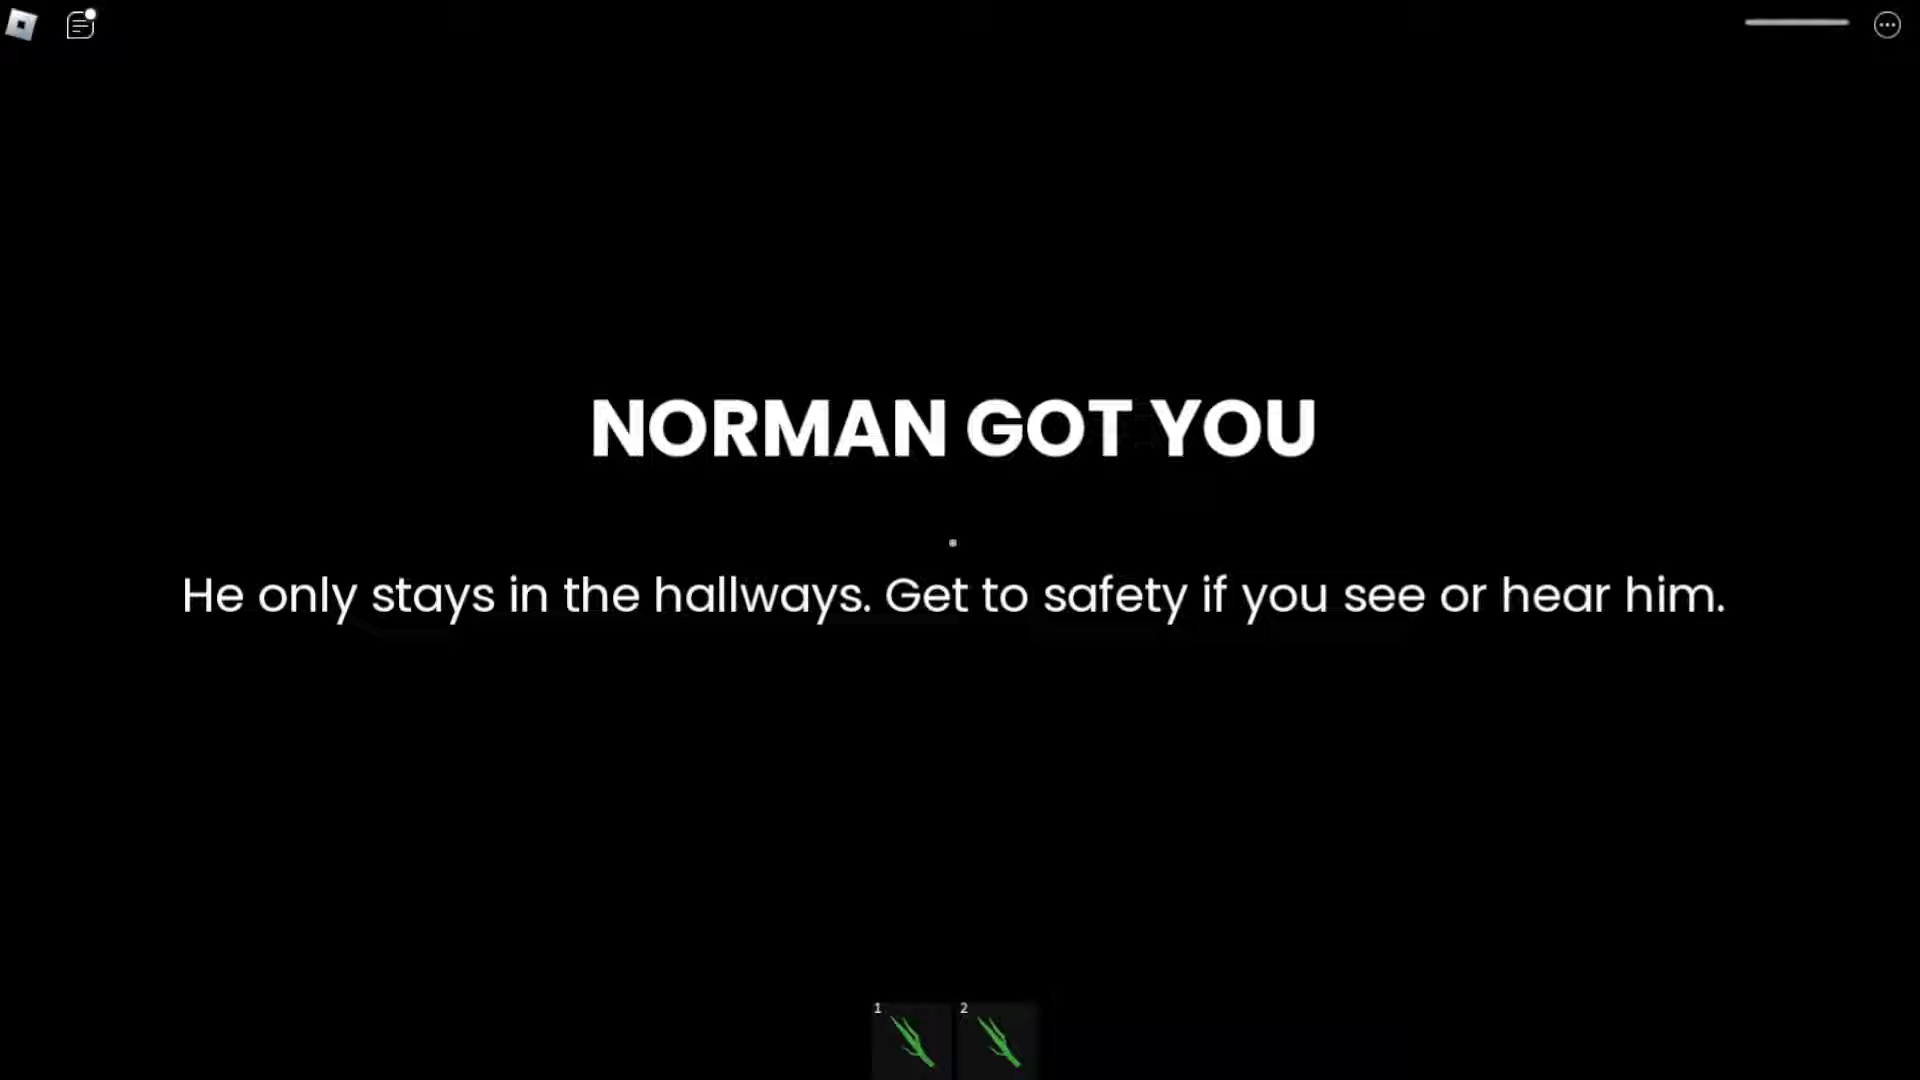 NORMAN GOT YOU
He only stays in the hallways. Get to safety if you see or hear him.
1 2